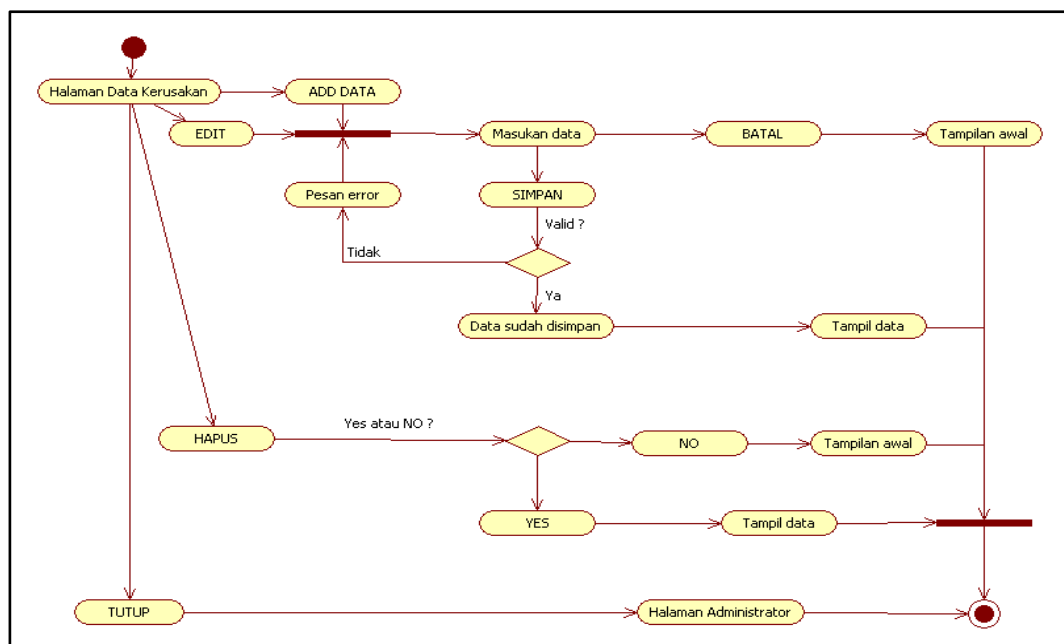 Halaman Data Kerusakan
ADD DATA
EDIT
Masukan data
BATAL
Tampilan awal
Pesan error
SIMPAN
Valid ?
Tidak
Ya
Data sudah disimpan
Tampil data
Yes atau NO ?
HAPUS
NO
Tampilan awal
YES
Tampil data
TUTUP
Halaman Administrator